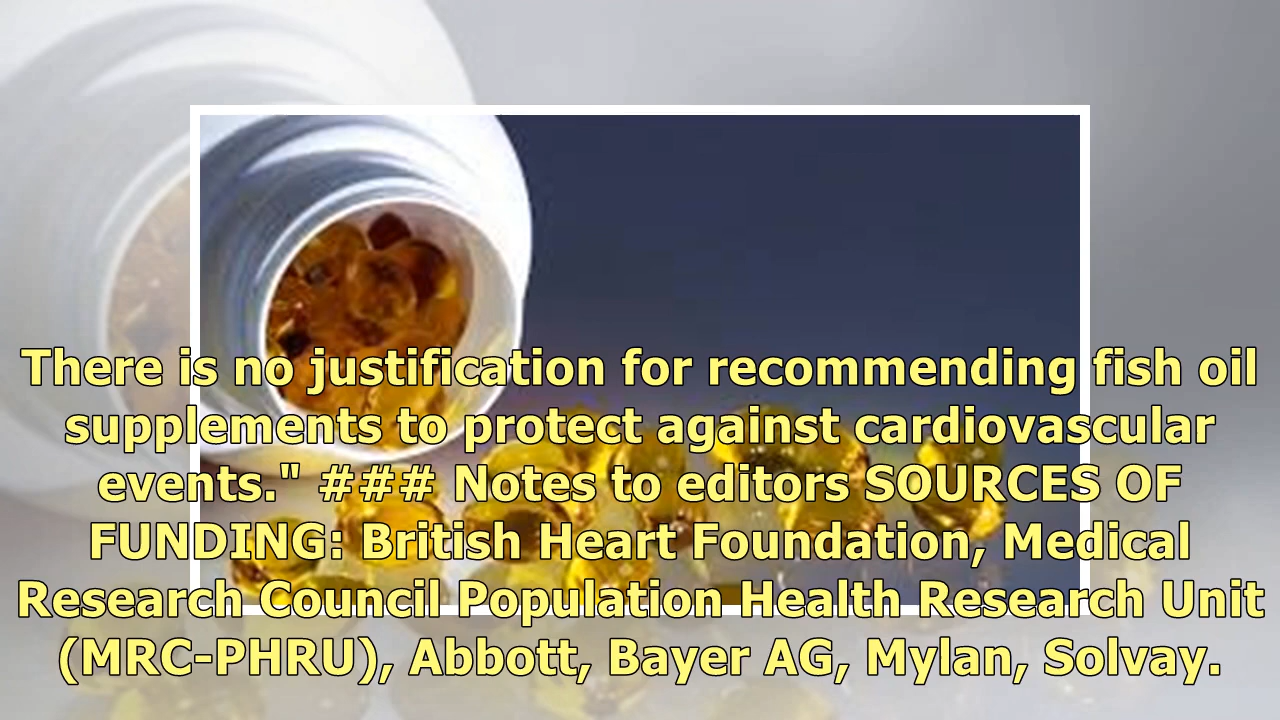 There is no justification for recommending fish oil
supplements to protect against cardiovascular
events." ### Notes to editors SOURCES OF
FUNDING: British Heart Foundation, Medical
Research Council Population Health Research Unit
(MRC-PHRU), Abbott, Bayer AG, Mylan, Solvay.